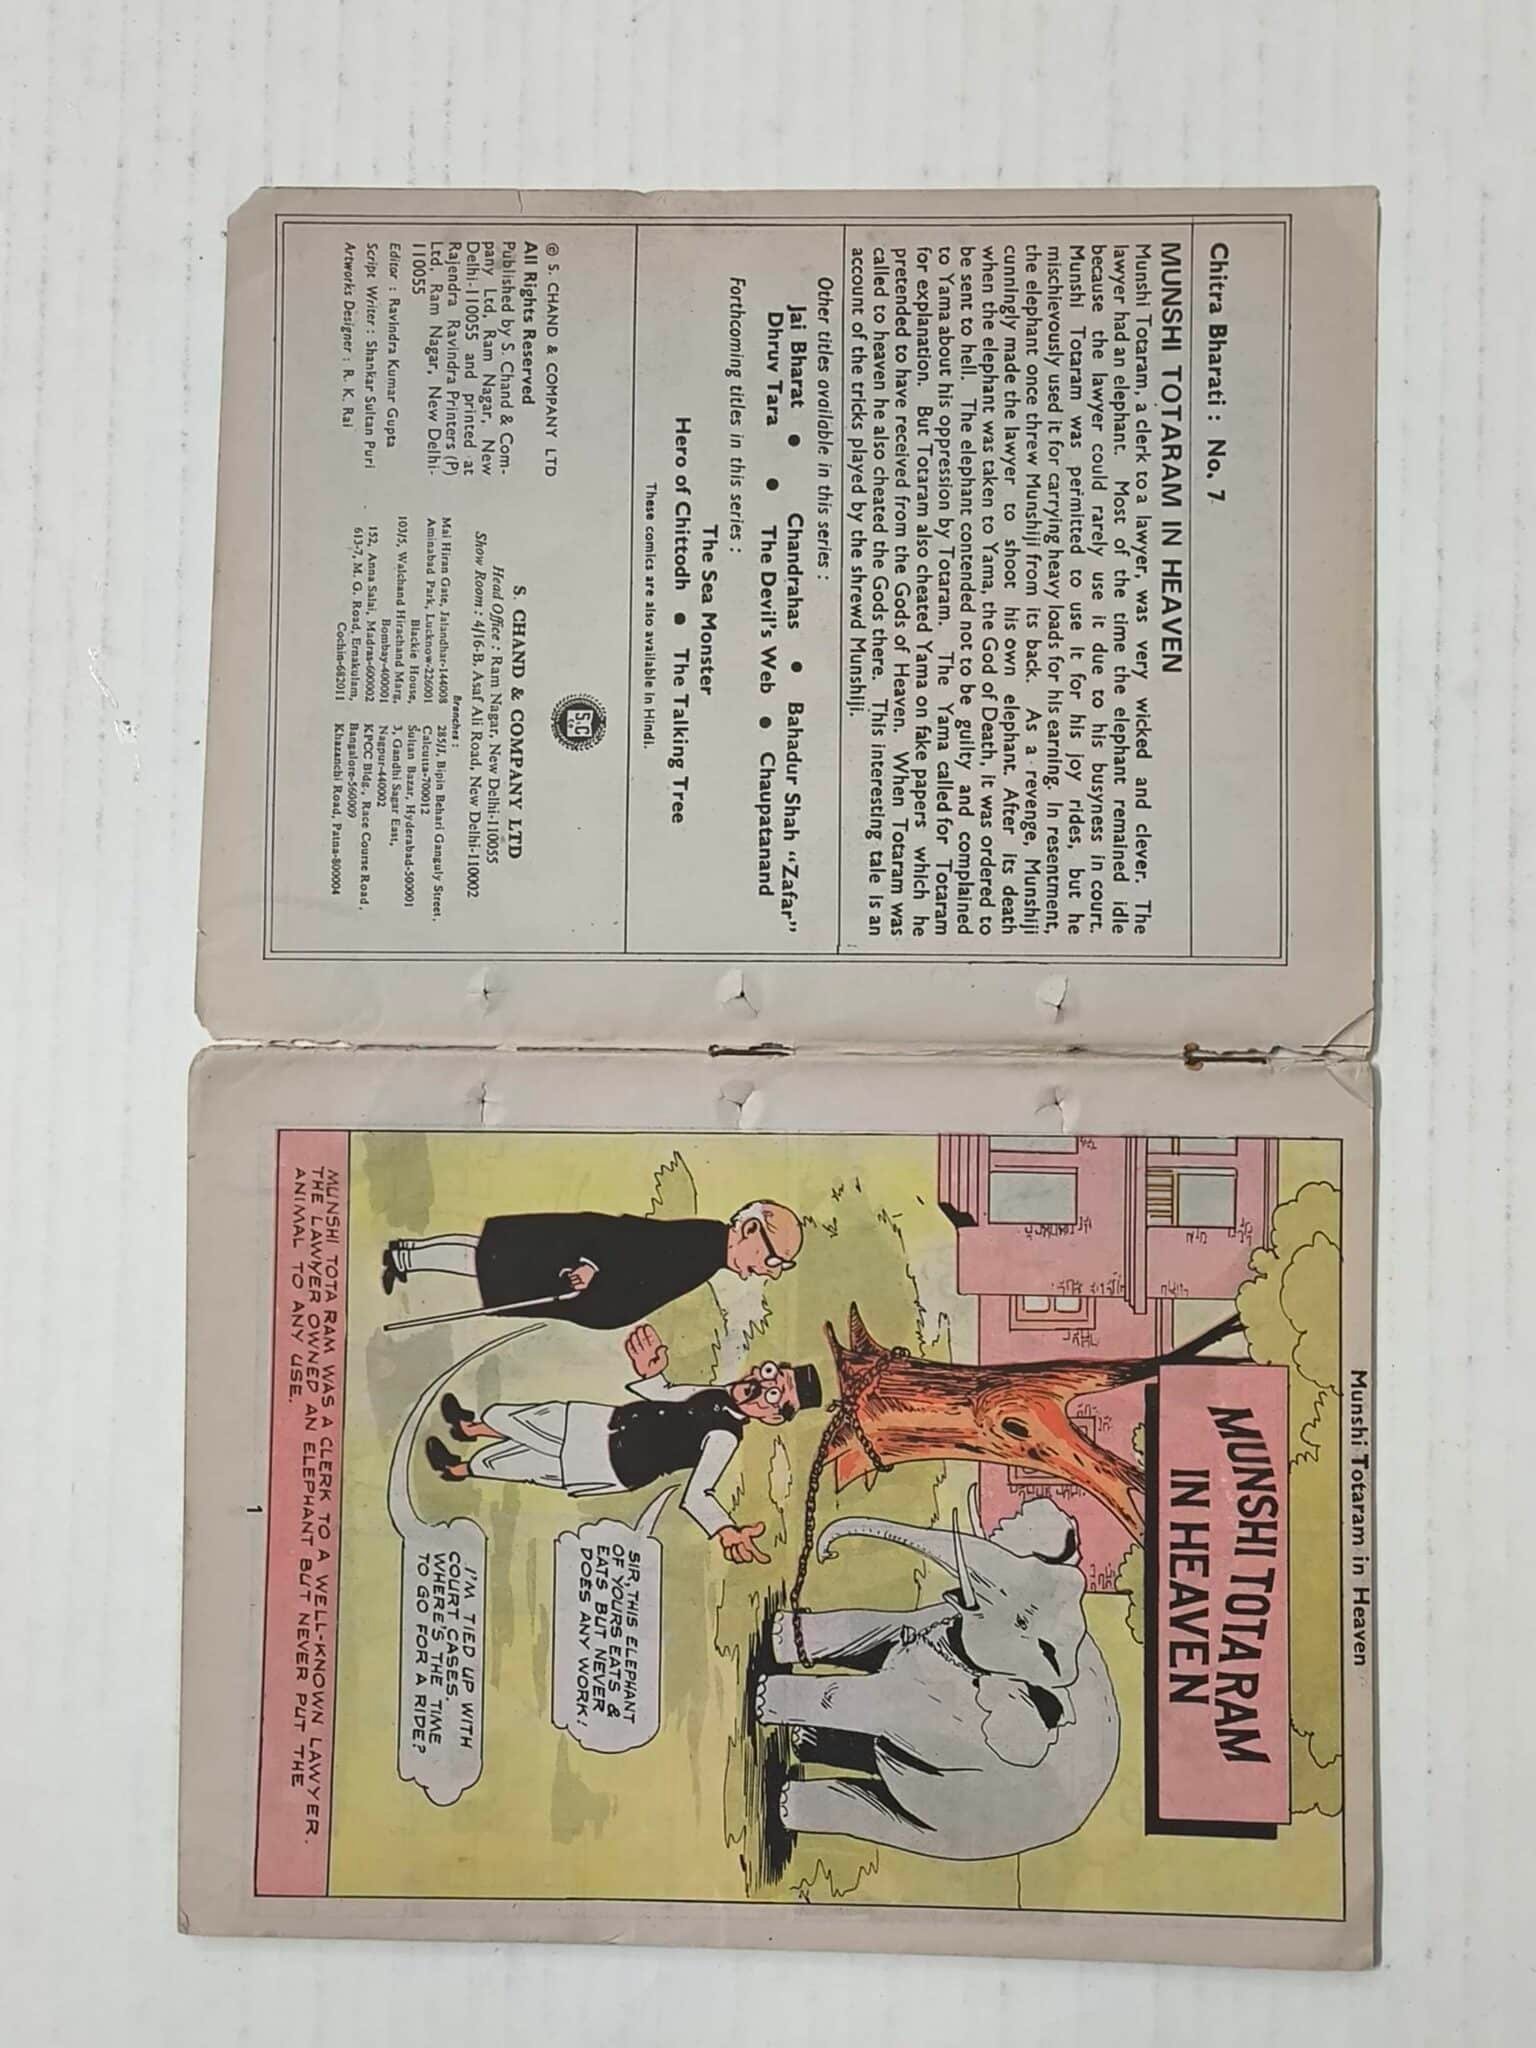 Chitra Bharati : No. 7
MUNSHI TOTARAM IN HEAVEN
Munshi Totaram, a clerk to a lawyer, was very wicked and clever. The
lawyer had an elephant. Most of the time the elephant remained idle
because the lawyer could rarely use it due to his busyness in court.
Munshi Totaram was permitted to use it for his joy rides, but he
mischievously used it for carrying heavy loads for his earning. In resentment,
the elephant once threw Munshiji from its back. As a revenge, Munshiji
cunningly made the lawyer to shoot his own elephant. After its death
when the elephant was taken to Yama, the God of Death, it was ordered to
be sent to hell. The elephant contended not to be guilty and complained
to Yama about his oppression by Totaram. The Yama called for Totaram
for explanation. But Totaram also cheated Yama on fake papers which he
pretended to have received from the Gods of Heaven. When Totaram was
called to heaven he also cheated the Gods there. This interesting tale is an
account of the tricks played by the shrewd Munshiji.
Other titles available in this series :
Jai Bharat ● Chandrahas ● Bahadur Shah "Zafar"
Dhruv Tara ● The Devil's Web ● Chaupatanand
Forthcoming titles in this series :
The Sea Monster
Hero of Chittodh ● The Talking Tree
These comics are also available in Hindi.
© S. CHAND & COMPANY LTD
All Rights Reserved
Published by S. Chand & Com-
pany Ltd, Ram Nagar, New
Delhi-110055 and printed at
Rajendra Ravindra Printers (P)
Ltd, Ram Nagar, New Delhi-
110055
Editor : Ravindra Kumar Gupta
Script Writer : Shankar Sultan Puri
Artworks Designer : R. K. Rai
S.C
S. CHAND & COMPANY LTD
Head Office : Ram Nagar, New Delhi-110055
Show Room : 4/16-B, Asaf Ali Road, New Delhi-110002
Branches :
Mai Hiran Gate, Jalandhar-144008
Aminabad Park, Lucknow-226001
Blackie House,
103/5, Walchand Hirachand Marg,
Bombay-400001
152, Anna Salai, Madras-600002
613-7, M. G. Road, Ernakulam,
Cochin-682011
285/J, Bipin Behari Ganguly Street,
Calcutta-700012
Sultan Bazar, Hyderabad-500001
3, Gandhi Sagar East,
Nagpur-440002
KPCC Bldg., Race Course Road,
Bangalore-560009
Khazanchi Road, Patna-800004
Munshi Totaram in Heaven
MUNSHI TOTA RAM
IN HEAVEN
SIR, THIS ELEPHANT
OF YOURS EATS &
EATS BUT NEVER
DOES ANY WORK!
I'M TIED UP WITH
COURT CASES.
WHERE'S THE TIME
TO GO FOR A RIDE?
MUNSHI TOTA RAM WAS A CLERK TO A WELL-KNOWN LAWYER.
THE LAWYER OWNED AN ELEPHANT BUT NEVER PUT THE
ANIMAL TO ANY USE.
1